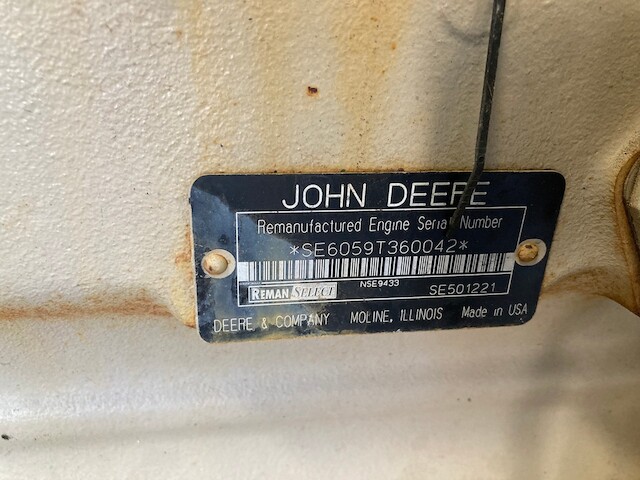 JOHN DEERE
Remanufactured Engine Serial Number
*SE6059T360042*
NSE9433
REMAN SELECT
SE501221
DEERE & COMPANY MOLINE, ILLINOIS Made in USA